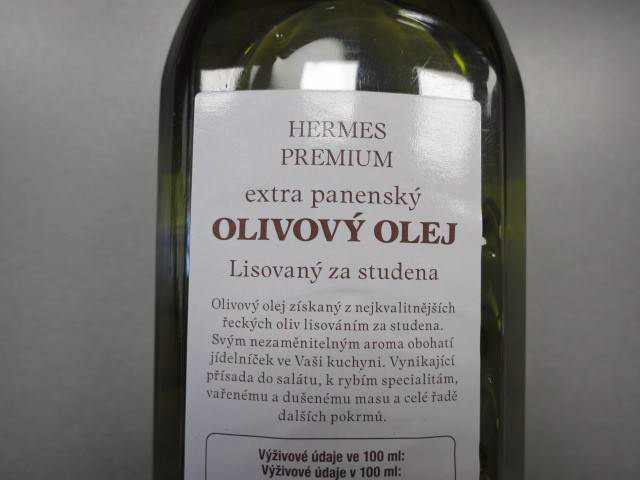 HERMES
PREMIUM
extra panenský
OLIVOVÝ OLEJ
Lisovaný za studena
Olivový olej získaný z nejkvalitnějších
řeckých oliv lisováním za studena.
Svým nezaměnitelným aroma obohatí
jídelníček ve Vaši kuchyni. Vynikající
přísada do salátu, k rybím specialitám,
vařenému a dušenému masu a celé řadě
dalších pokrmů.
Výživové údaje ve 100 ml:
Výživové údaje v 100 ml: